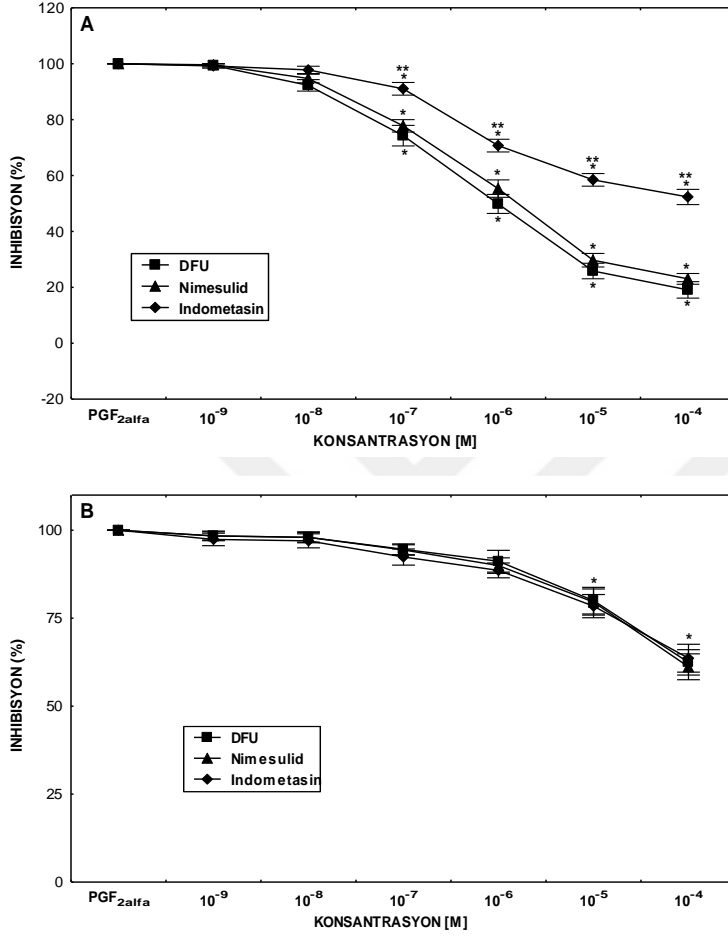 A
120
100
80
60
40
20
0
-20
INHIBISYON (%)
** * ** * ** * ** *
* * * *
* * * *
DFU
Nimesulid
Indometasin
PGF2alfa 10-9 10-8 10-7 10-6 10-5 10-4
KONSANTRASYON [M]
B
100
75
50
25
0
INHIBISYON (%)
* *
DFU
Nimesulid
Indometasin
PGF2alfa 10-9 10-8 10-7 10-6 10-5 10-4
KONSANTRASYON [M]